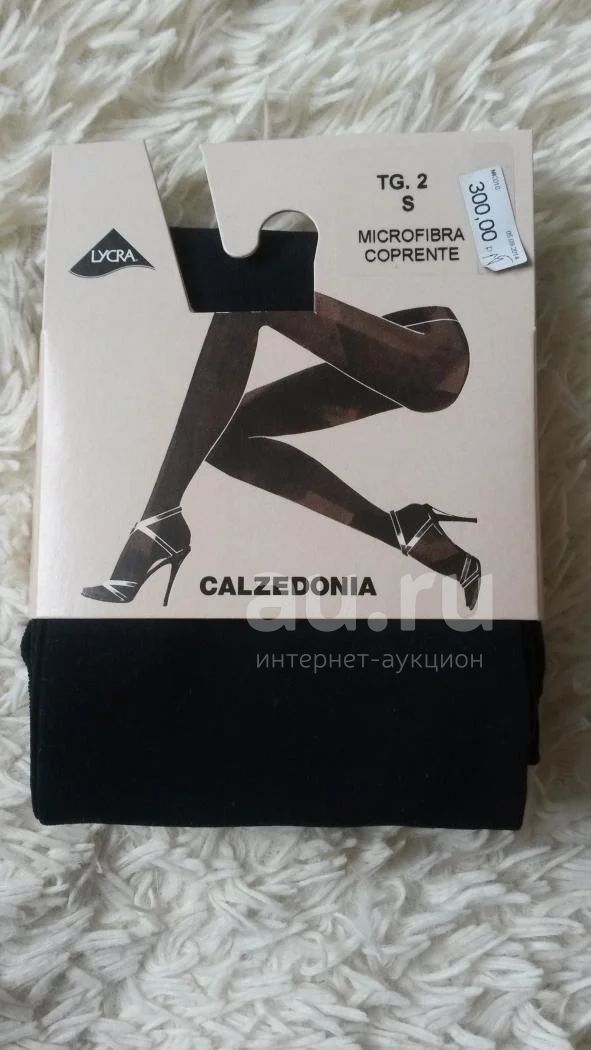 TG. 2
S
MICROFIBRA
COPRENTE
LYCRA
300,00
CALZEDONIA
au.ru
интернет-аукцион